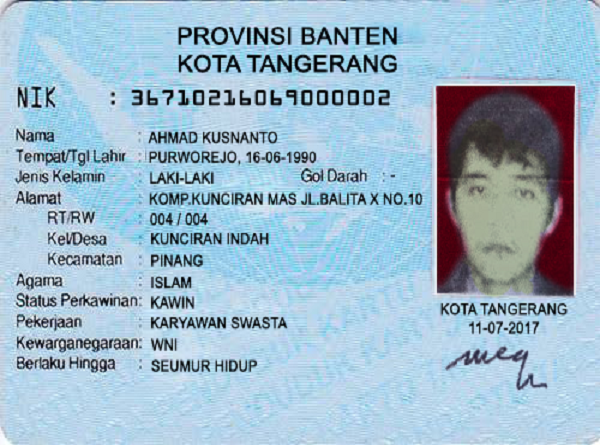 PROVINSI BANTEN
KOTA TANGERANG
NIK : 367102160690000002
Nama : AHMAD KUSNANTO
Tempat/Tgl Lahir : PURWOREJO, 16-06-1990
Jenis Kelamin : LAKI-LAKI Gol Darah : -
Alamat : KOMP.KUNCIRAN MAS JL.BALITA X NO.10
RT/RW : 004 / 004
Kel/Desa : KUNCIRAN INDAH
Kecamatan : PINANG
Agama : ISLAM
Status Perkawinan: KAWIN
Pekerjaan : KARYAWAN SWASTA
Kewarganegaraan: WNI
Berlaku Hingga : SEUMUR HIDUP
KOTA TANGERANG
11-07-2017